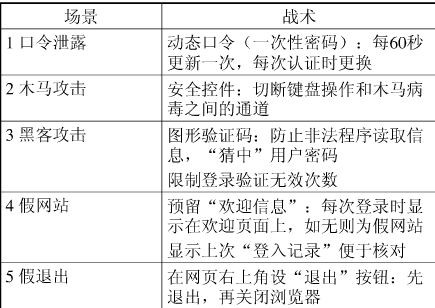 场景 战术
1 口令泄露 动态口令（一次性密码）：每60秒
更新一次，每次认证时更换
2 木马攻击 安全控件：切断键盘操作和木马病
毒之间的通道
3 黑客攻击 图形验证码：防止非法程序读取信
息，“猜中”用户密码
限制登录验证无效次数
4 假网站 预留“欢迎信息”：每次登录时显
示在欢迎页面上，如无则为假网站
显示上次“登入记录”便于核对
5 假退出 在网页右上角设“退出”按钮：先
退出，再关闭浏览器